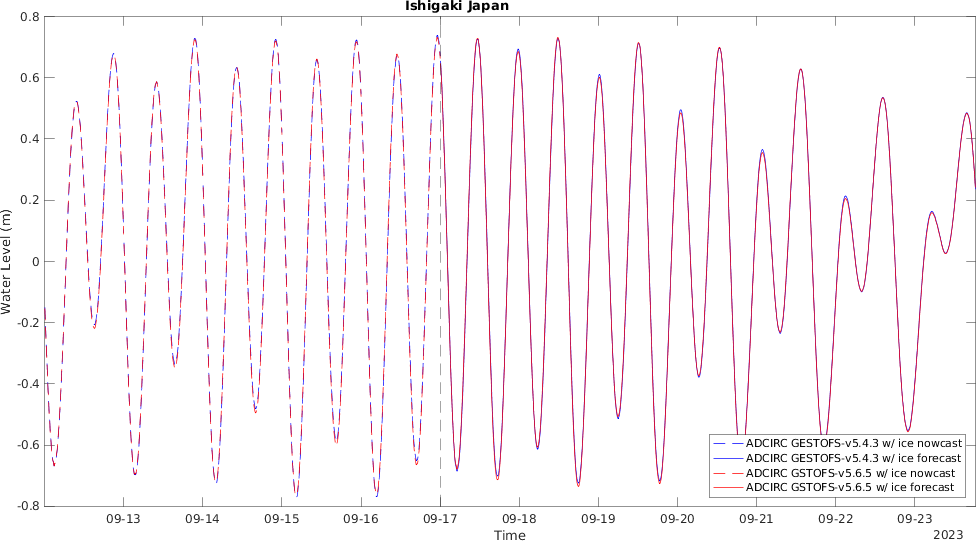 Ishigaki Japan
0.8
0.6
0.4
0.2
0
-0.2
-0.4
-0.6
-0.8
Water Level (m)
ADCIRC GESTOFS-v5.4.3 w/ ice nowcast
ADCIRC GESTOFS-v5.4.3 w/ ice forecast
ADCIRC GSTOFS-v5.6.5 w/ ice nowcast
ADCIRC GSTOFS-v5.6.5 w/ ice forecast
09-13 09-14 09-15 09-16 09-17 09-18 09-19 09-20 09-21 09-22 09-23
Time
2023